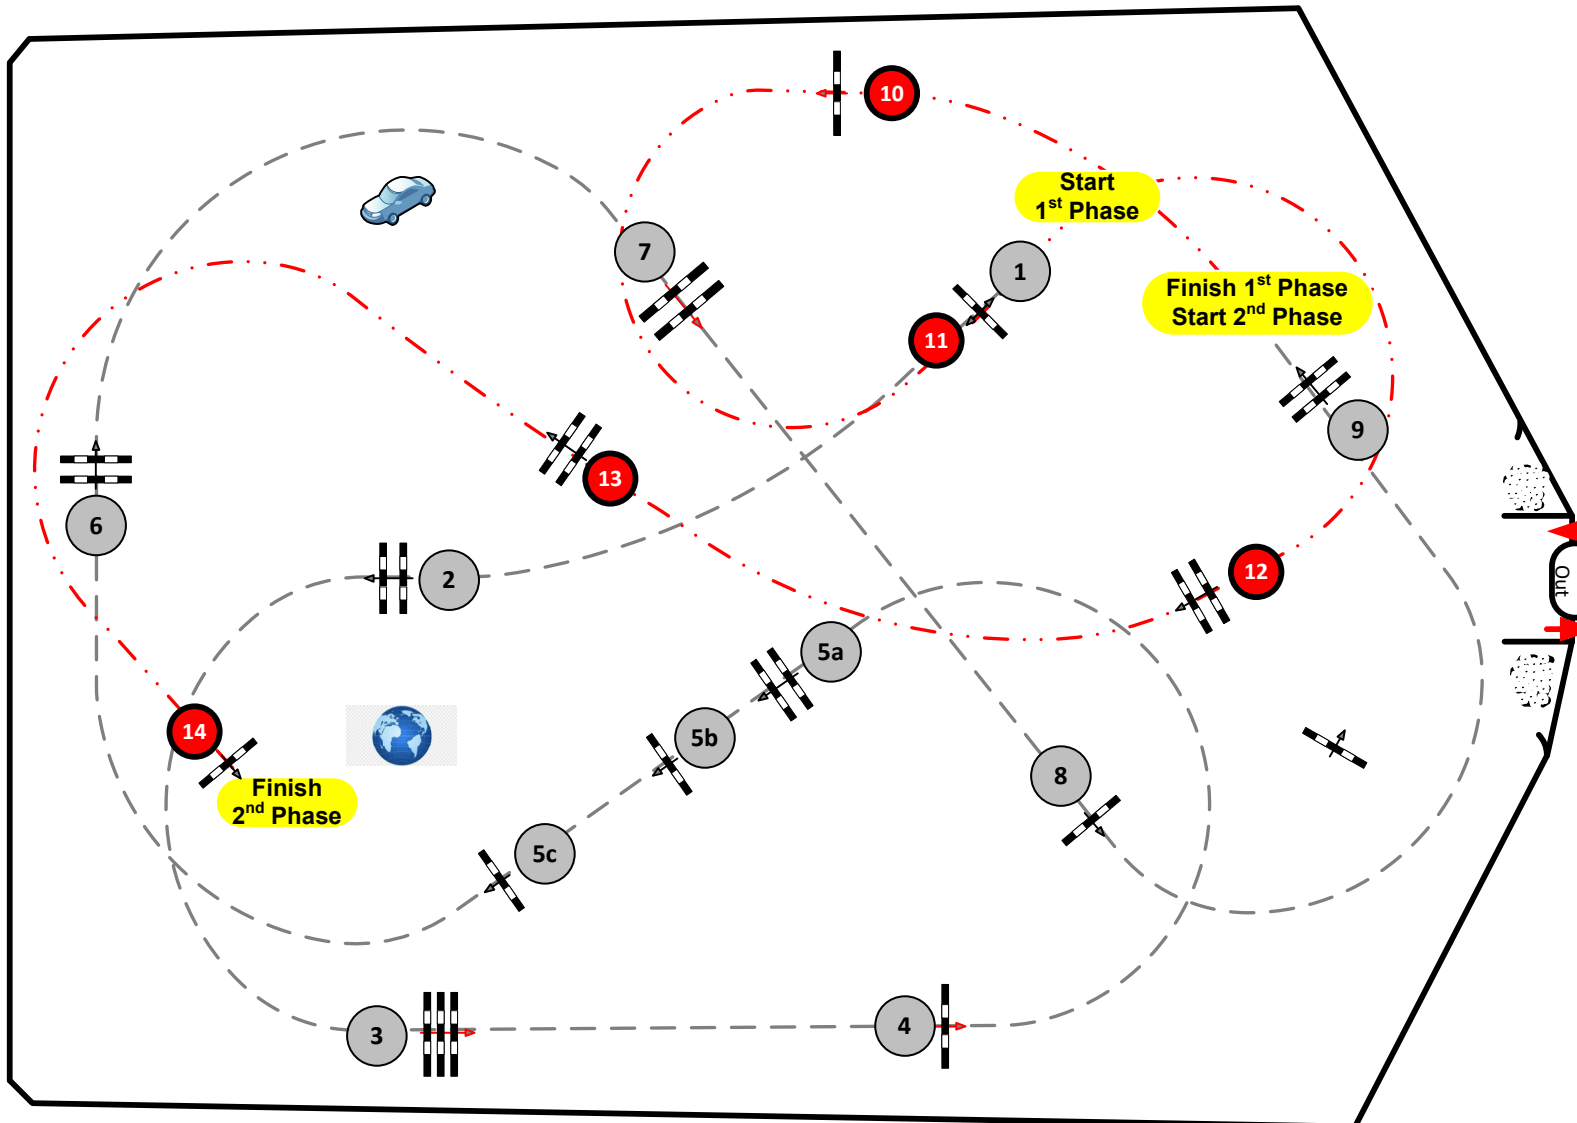 10
Start
1st Phase
7
1
Finish 1st Phase
Start 2nd Phase
11
9
13
6
12
2
Out
5a
14
5b
8
Finish
2nd Phase
5c
3
4